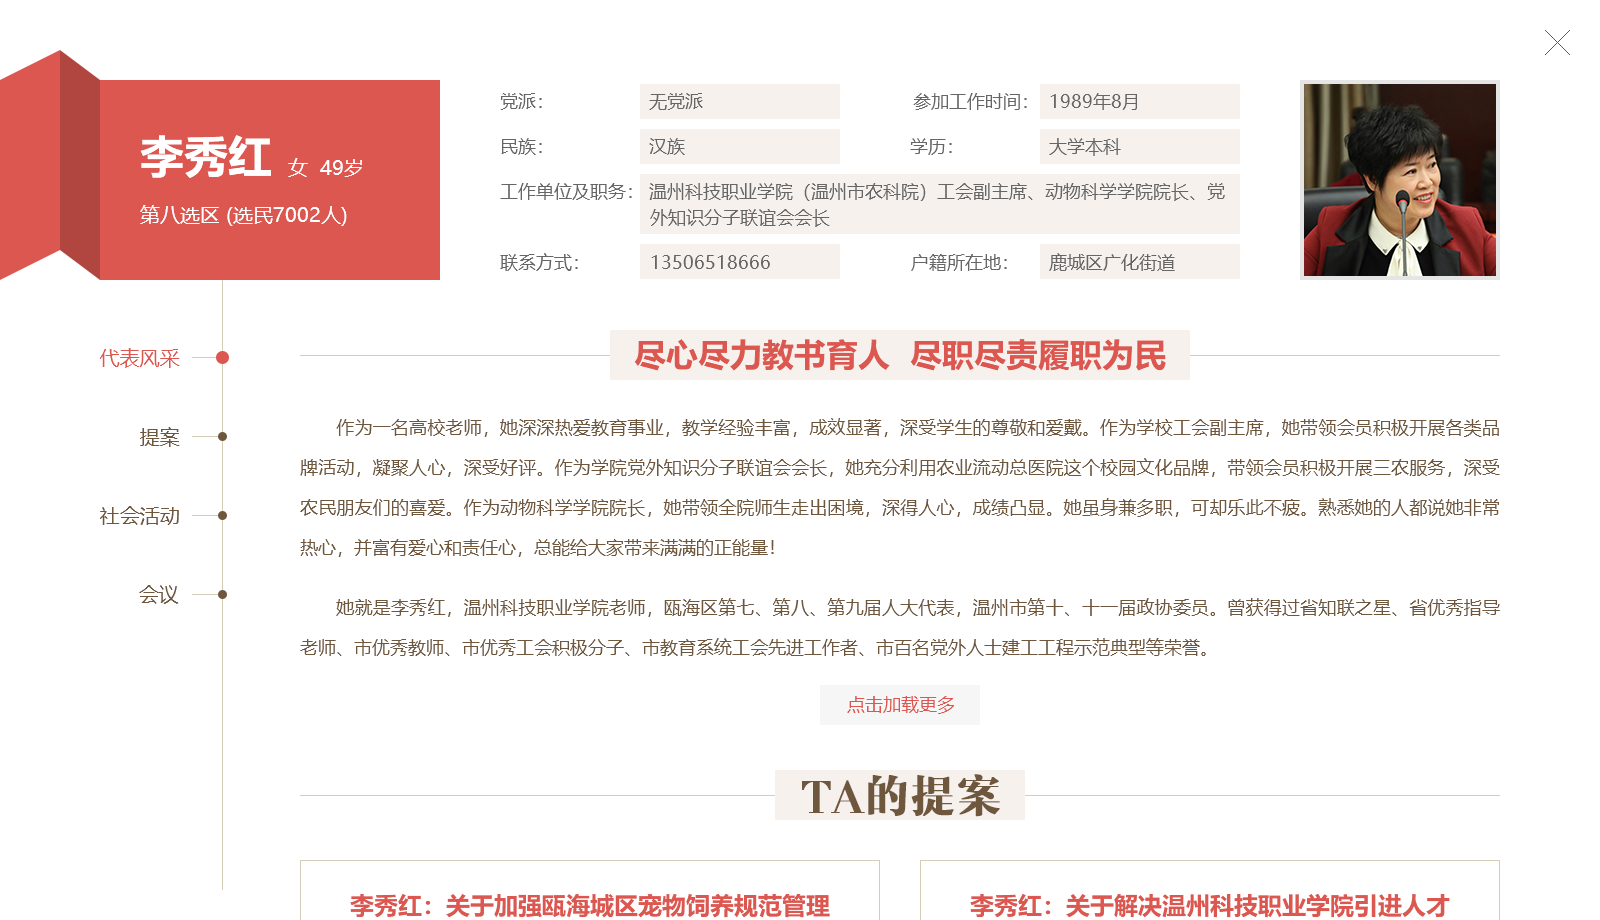 李秀红 女 49岁
第八选区 (选民7002人)
党派： 无党派 参加工作时间： 1989年8月
民族： 汉族 学历： 大学本科
工作单位及职务： 温州科技职业学院（温州市农科院）工会副主席、动物科学学院院长、党
外知识分子联谊会会长
联系方式： 13506518666 户籍所在地： 鹿城区广化街道
代表风采
提案
社会活动
会议
尽心尽力教书育人 尽职尽责履职为民
作为一名高校老师，她深深热爱教育事业，教学经验丰富，成效显著，深受学生的尊敬和爱戴。作为学校工会副主席，她带领会员积极开展各类品
牌活动，凝聚人心，深受好评。作为学院党外知识分子联谊会会长，她充分利用农业流动总医院这个校园文化品牌，带领会员积极开展三农服务，深受
农民朋友们的喜爱。作为动物科学学院院长，她带领全院师生走出困境，深得人心，成绩凸显。她虽身兼多职，可却乐此不疲。熟悉她的人都说她非常
热心，并富有爱心和责任心，总能给大家带来满满的正能量！
她就是李秀红，温州科技职业学院老师，瓯海区第七、第八、第九届人大代表，温州市第十、十一届政协委员。曾获得过省知联之星、省优秀指导
老师、市优秀教师、市优秀工会积极分子、市教育系统工会先进工作者、市百名党外人士建工工程示范典型等荣誉。
点击加载更多
TA的提案
李秀红：关于加强瓯海城区宠物饲养规范管理
李秀红：关于解决温州科技职业学院引进人才